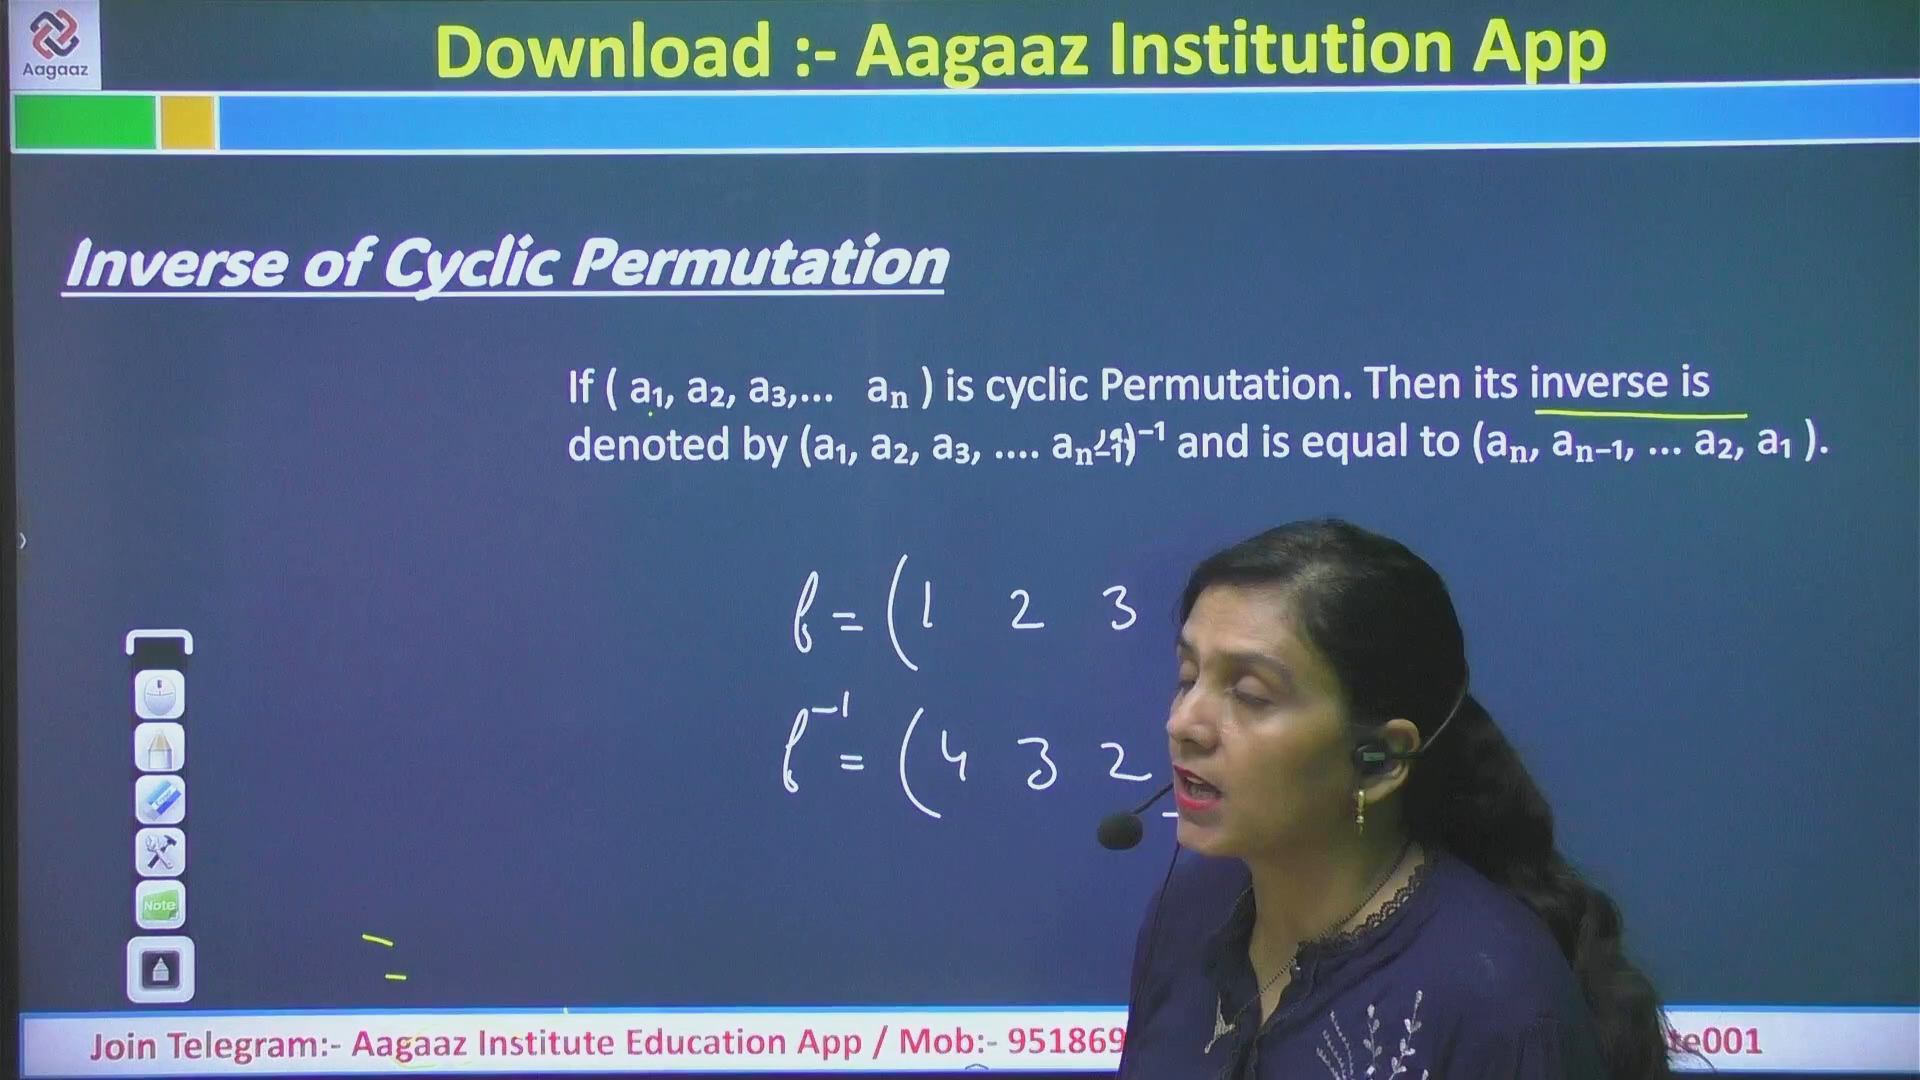 Aagaaz
Download :- Aagaaz Institution App
Inverse of Cyclic Permutation
If ( a₁, a₂, a₃,... aₙ ) is cyclic Permutation. Then its inverse is
denoted by (a₁, a₂, a₃, .... aₙ₋₁)⁻¹ and is equal to (aₙ, aₙ₋₁, ... a₂, a₁ ).
f = ( 1 2 3
f⁻¹ = ( 4 3 2
Note
Join Telegram:- Aagaaz Institute Education App / Mob:- 951869 te001